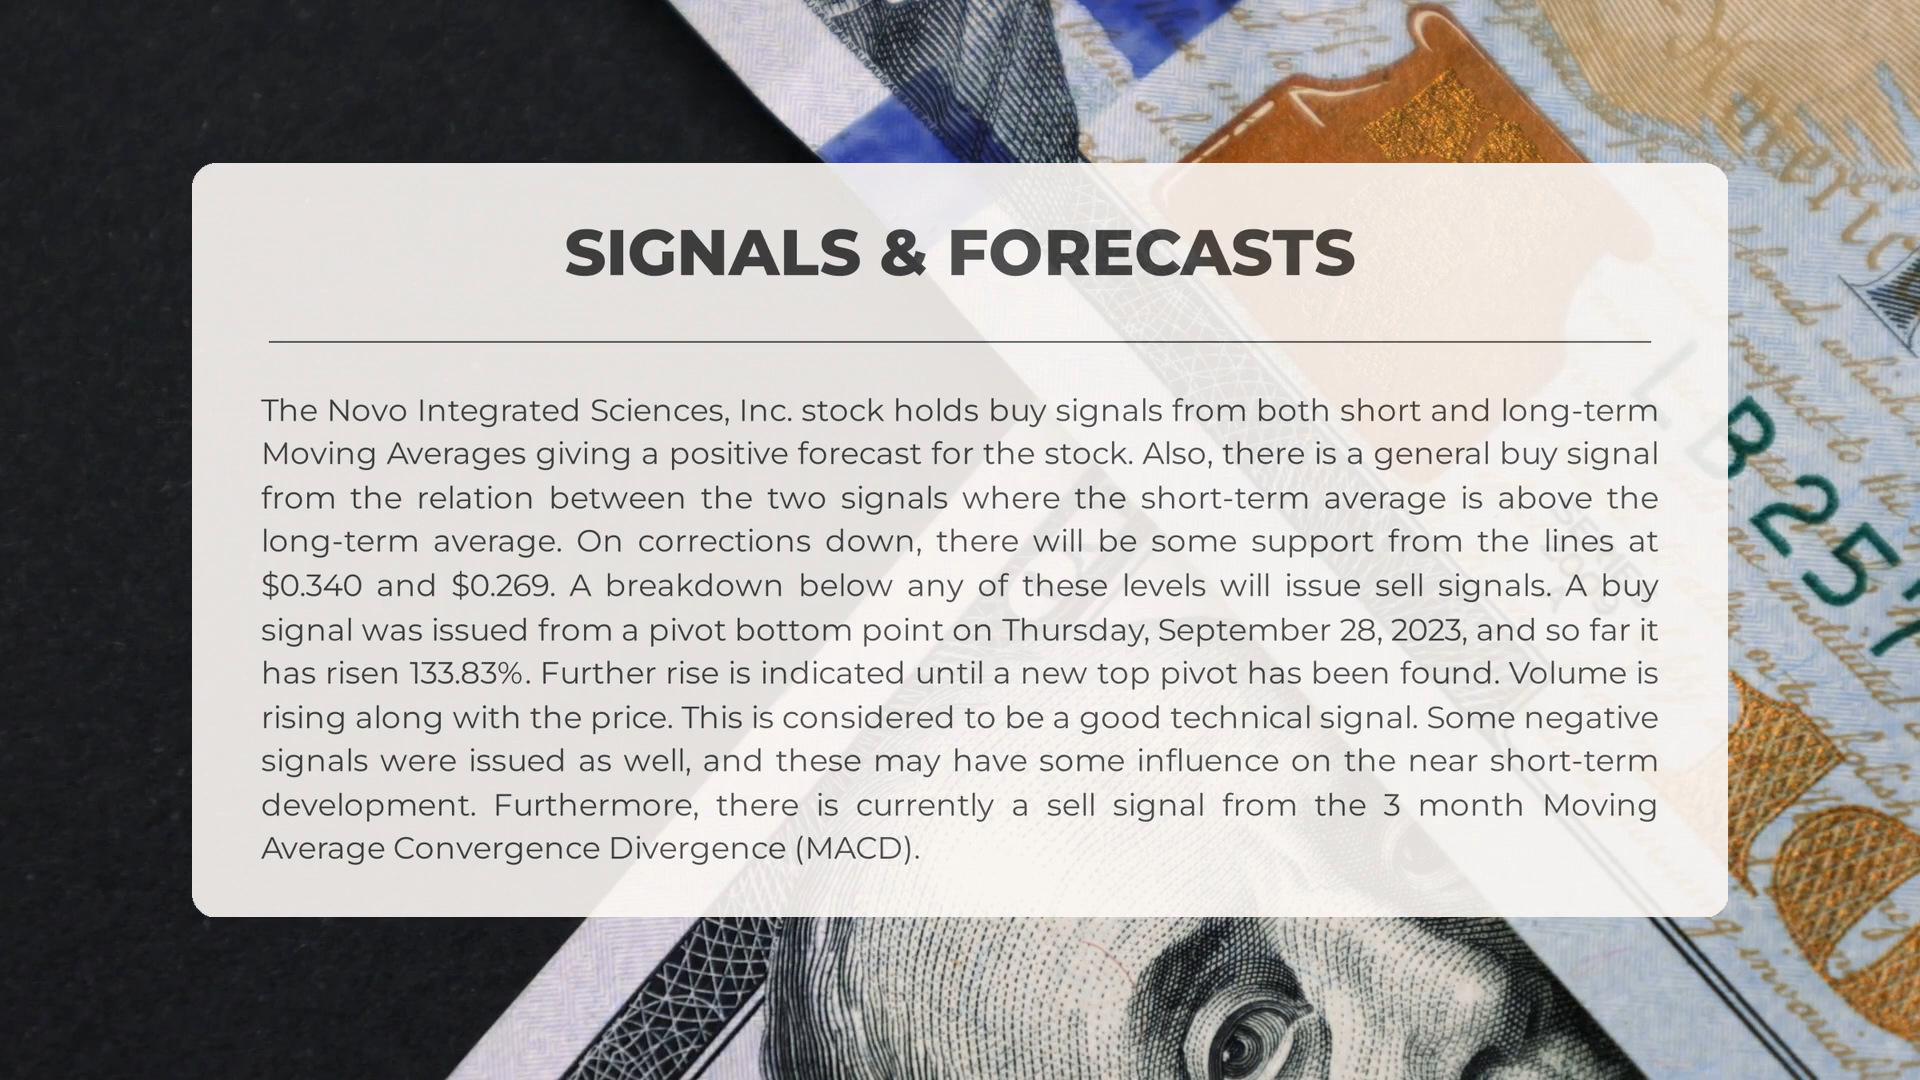 SIGNALS & FORECASTS
The Novo Integrated Sciences, Inc. stock holds buy signals from both short and long-term
Moving Averages giving a positive forecast for the stock. Also, there is a general buy signal
from the relation between the two signals where the short-term average is above the
long-term average. On corrections down, there will be some support from the lines at
$0.340 and $0.269. A breakdown below any of these levels will issue sell signals. A buy
signal was issued from a pivot bottom point on Thursday, September 28, 2023, and so far it
has risen 133.83%. Further rise is indicated until a new top pivot has been found. Volume is
rising along with the price. This is considered to be a good technical signal. Some negative
signals were issued as well, and these may have some influence on the near short-term
development. Furthermore, there is currently a sell signal from the 3 month Moving
Average Convergence Divergence (MACD).